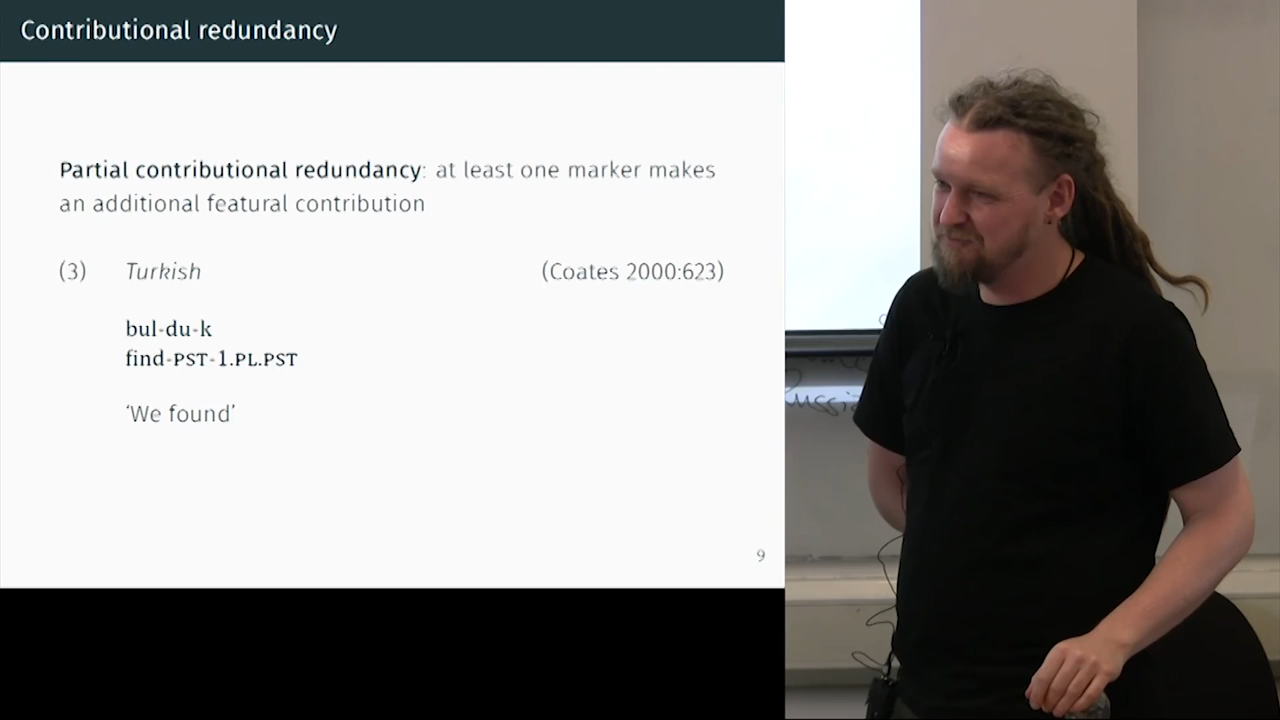 Contributional redundancy
Partial contributional redundancy: at least one marker makes
an additional featural contribution
(3) Turkish (Coates 2000:623)
bul-du-k
find-PST-1.PL.PST
‘We found’
9